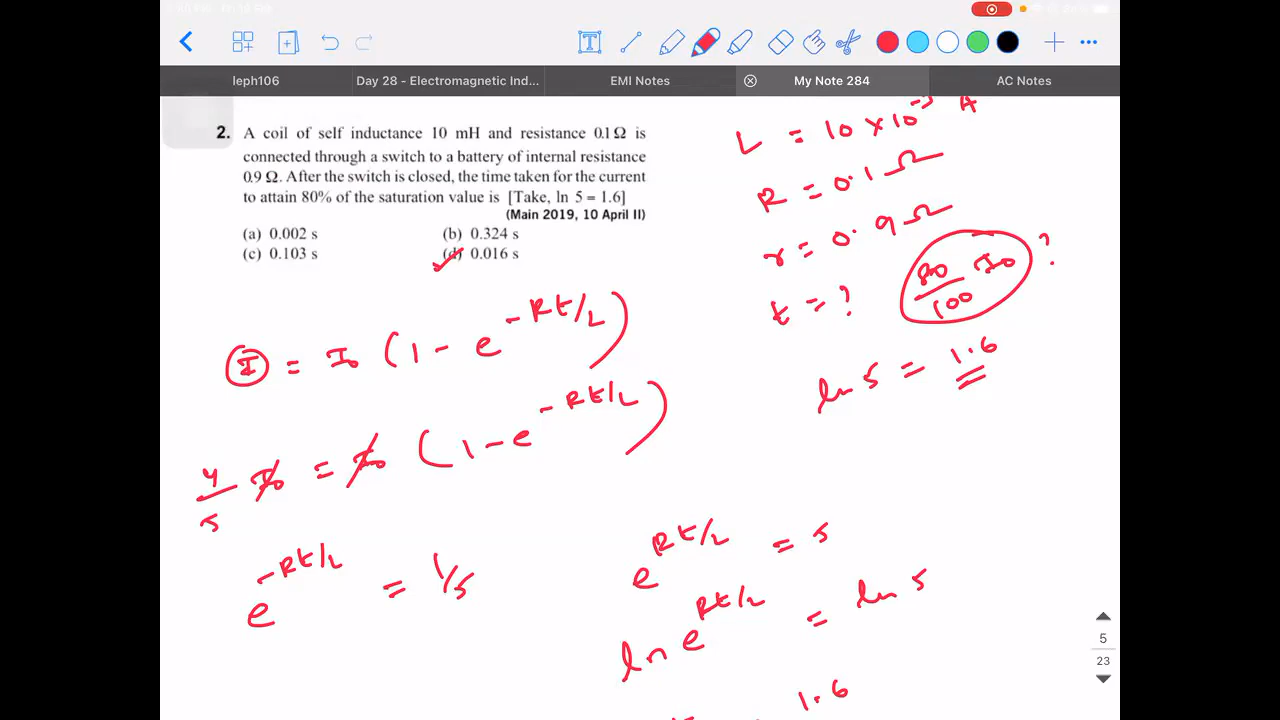 leph106
Day 28 - Electromagnetic Ind...
EMI Notes
My Note 284
AC Notes
2. A coil of self inductance 10 mH and resistance 0.1 Ω is
connected through a switch to a battery of internal resistance
0.9 Ω. After the switch is closed, the time taken for the current
to attain 80% of the saturation value is [Take, ln 5 = 1.6]
(Main 2019, 10 April II)
(a) 0.002 s (b) 0.324 s
(c) 0.103 s (d) 0.016 s
L = 10 × 10⁻³ H
R = 0.1 Ω
r = 0.9 Ω
t = ? 80/100 I₀ ?
ln 5 = 1.6
I = I₀ (1 - e^-Rt/L)
4/5 I₀ = I₀ (1 - e^-Rt/L)
e^-Rt/L = 1/5
e^Rt/L = 5
ln e^Rt/L = ln 5
1.6
5
23